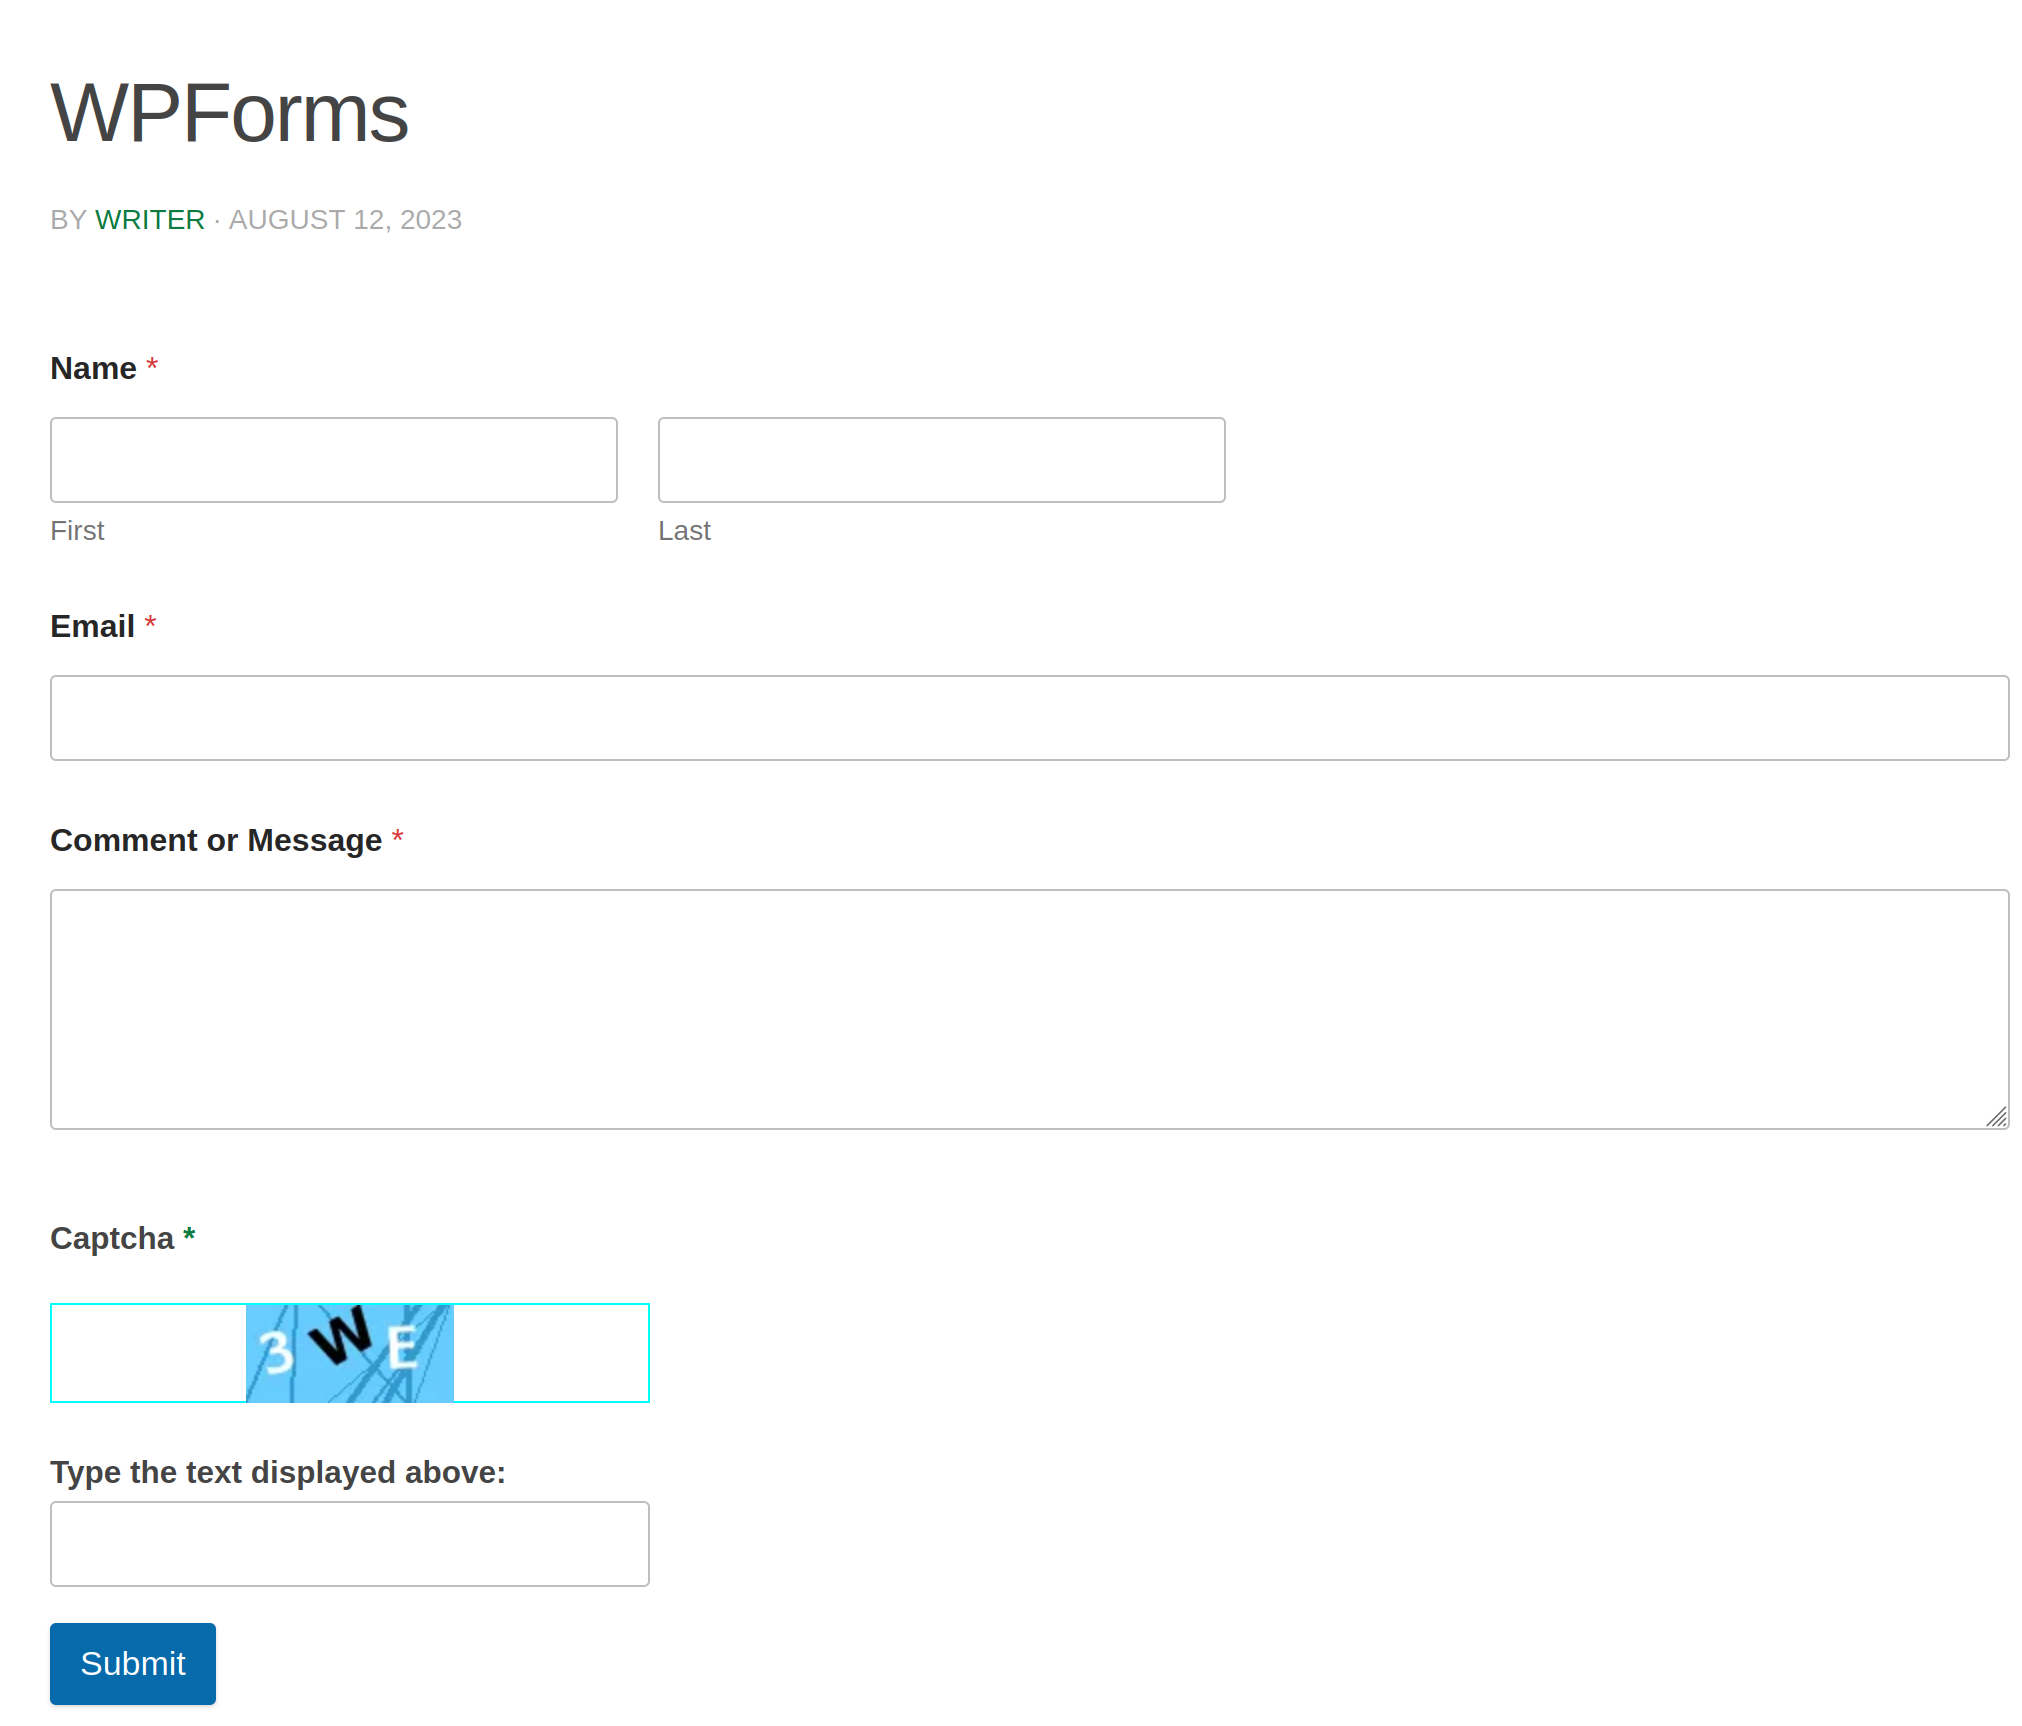 WPForms
BY WRITER · AUGUST 12, 2023
Name *
First Last
Email *
Comment or Message *
Captcha *
3WE
Type the text displayed above:
Submit